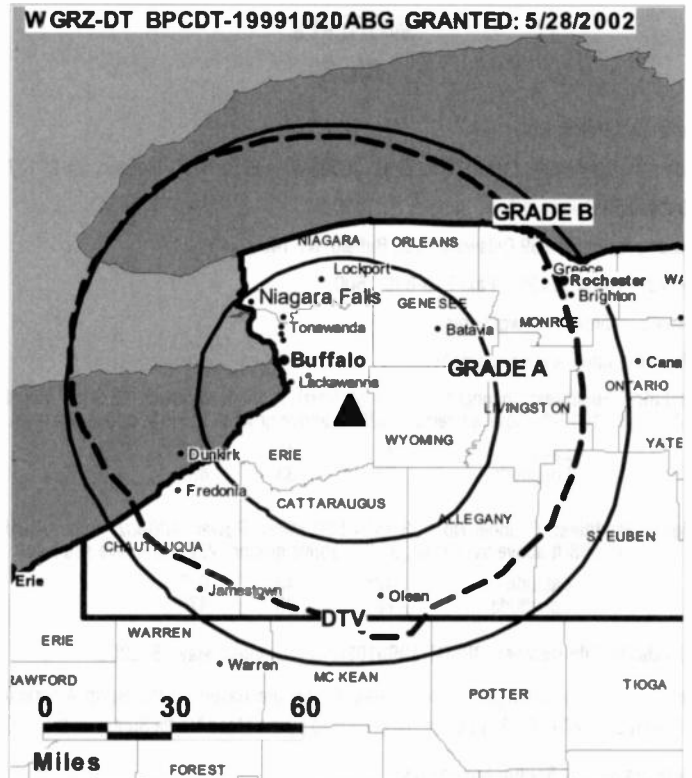 WGRZ-DT BPCDT-19991020ABG GRANTED: 5/28/2002
GRADE B
NIAGARA
ORLEANS
Lockport
Greece
Rochester
WA
Niagara Falls
GENESEE
Brighton
Tonawanda
MONROE
Batavia
Buffalo
GRADE A
Cana
Lackawanna
ONTARIO
LIVINGSTON
WYOMING
YATE
Dunkirk
ERIE
Fredonia
CATTARAUGUS
ALLEGANY
STEUBEN
CHAUTAUQUA
Erie
Jamestown
Olean
DTV
ERIE
WARREN
Warren
RAWFORD
MC KEAN
TIOGA
POTTER
0 30 60
Miles
FOREST